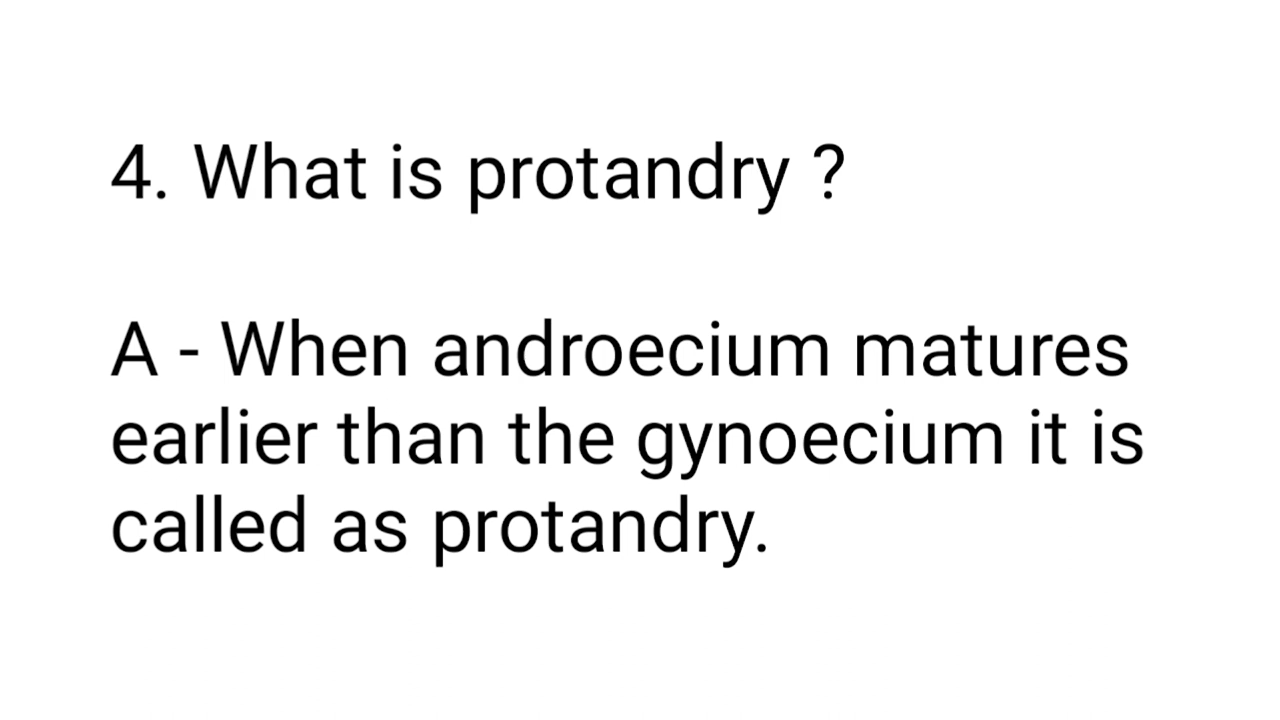 4. What is protandry ?
A - When androecium matures
earlier than the gynoecium it is
called as protandry.